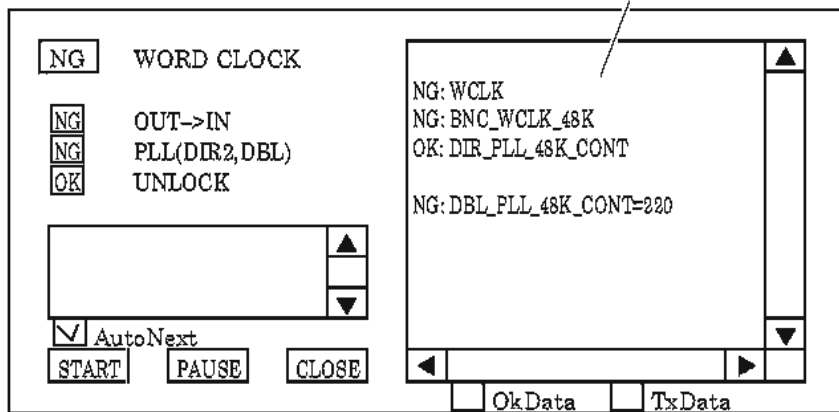 NG WORD CLOCK
NG OUT->IN
NG PLL(DIR2,DBL)
OK UNLOCK
AutoNext
START PAUSE CLOSE
NG: WCLK
NG: BNC_WCLK_48K
OK: DIR_PLL_48K_CONT
NG: DBL_PLL_48K_CONT=220
OkData TxData